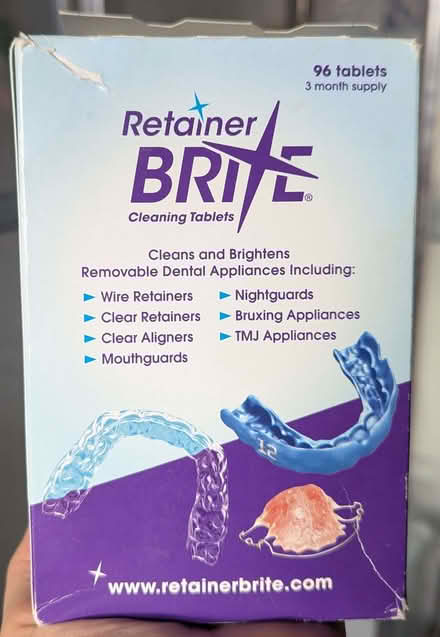 96 tablets
3 month supply
Retainer
BRITE®
Cleaning Tablets
Cleans and Brightens
Removable Dental Appliances Including:
► Wire Retainers
► Clear Retainers
► Clear Aligners
► Mouthguards
► Nightguards
► Bruxing Appliances
► TMJ Appliances
12
www.retainerbrite.com